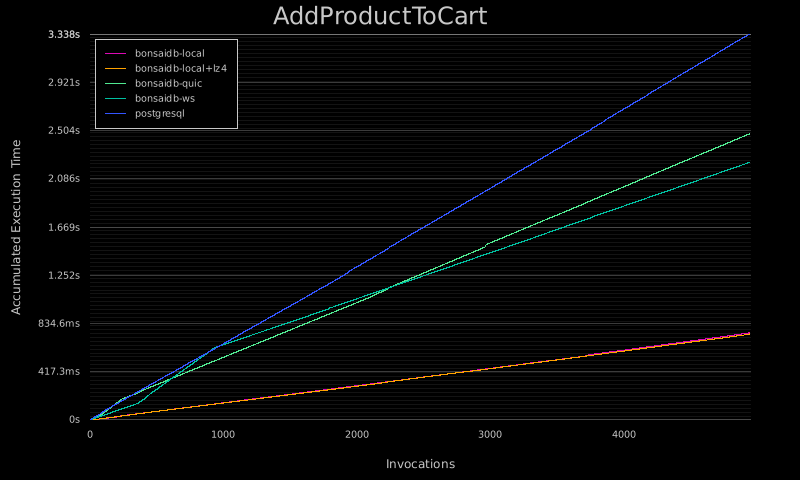 AddProductToCart
3.338s
2.921s
2.504s
2.086s
1.669s
1.252s
834.6ms
417.3ms
0s
Accumulated Execution Time
bonsaidb-local
bonsaidb-local+lz4
bonsaidb-quic
bonsaidb-ws
postgresql
0 1000 2000 3000 4000
Invocations